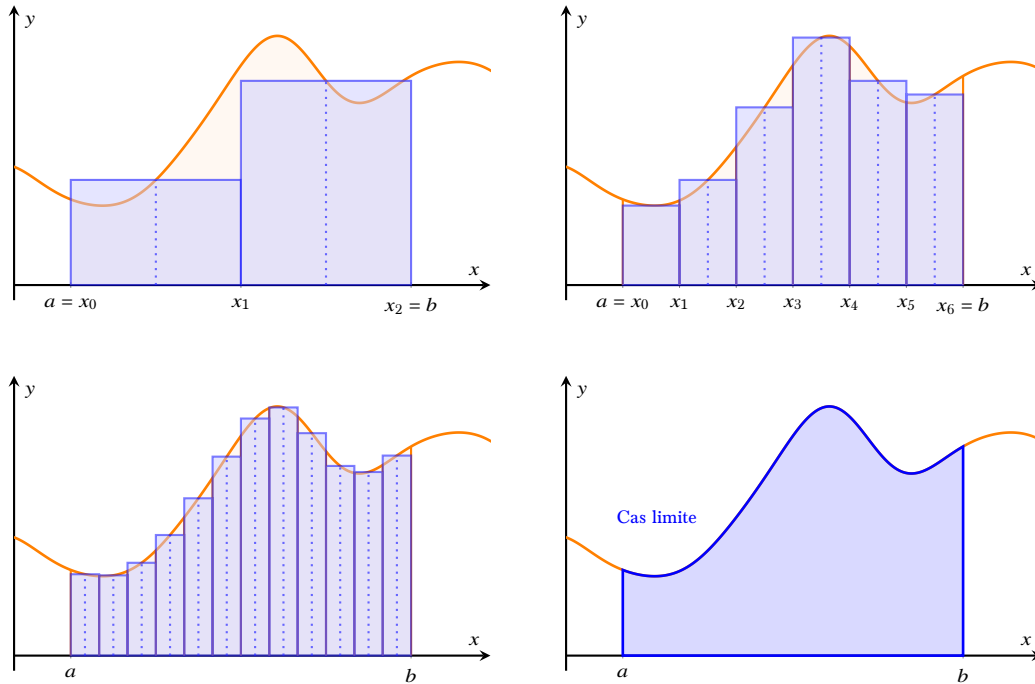 y
x
a = x₀
x₁
x₂ = b
y
x
a = x₀
x₁
x₂
x₃
x₄
x₅
x₆ = b
y
x
a
b
y
Cas limite
x
a
b